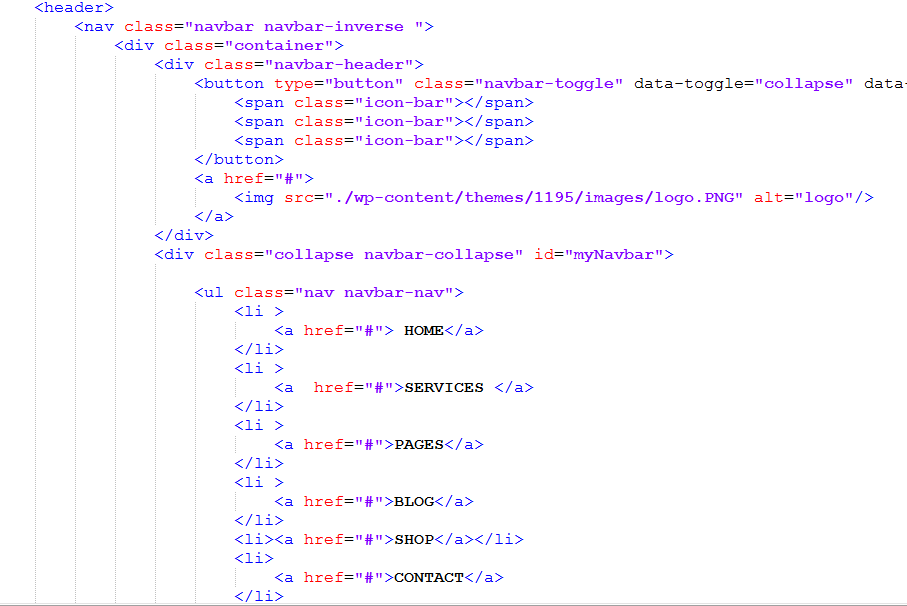 <header>
<nav class="navbar navbar-inverse ">
<div class="container">
<div class="navbar-header">
<button type="button" class="navbar-toggle" data-toggle="collapse" data-
<span class="icon-bar"></span>
<span class="icon-bar"></span>
<span class="icon-bar"></span>
</button>
<a href="#">
<img src="./wp-content/themes/1195/images/logo.PNG" alt="logo"/>
</a>
</div>
<div class="collapse navbar-collapse" id="myNavbar">
<ul class="nav navbar-nav">
<li >
<a href="#"> HOME</a>
</li>
<li >
<a  href="#">SERVICES </a>
</li>
<li >
<a href="#">PAGES</a>
</li>
<li >
<a href="#">BLOG</a>
</li>
<li><a href="#">SHOP</a></li>
<li>
<a href="#">CONTACT</a>
</li>